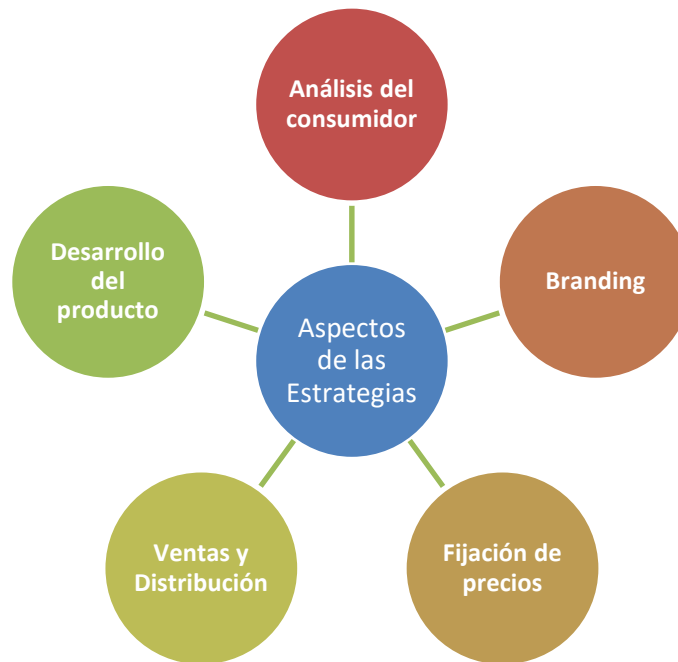 Análisis del
consumidor
Desarrollo
del
producto
Branding
Aspectos
de las
Estrategias
Ventas y
Distribución
Fijación de
precios